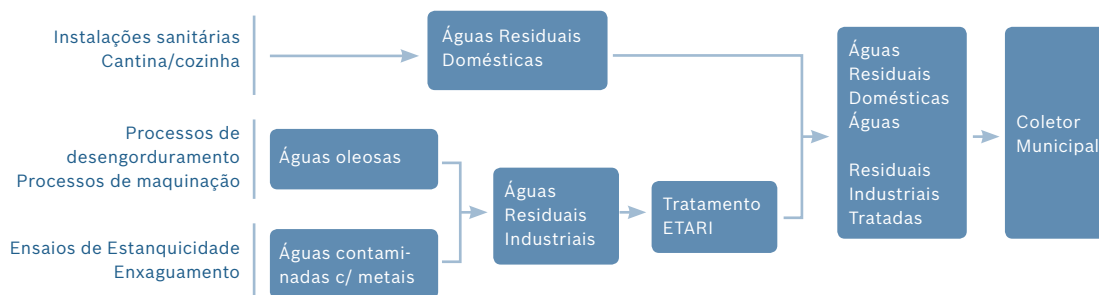 Instalações sanitárias
Cantina/cozinha
Águas Residuais
Domésticas
Processos de
desengorduramento
Processos de maquinação
Águas oleosas
Ensaios de Estanquicidade
Enxaguamento
Águas contami-
nadas c/ metais
Águas
Residuais
Industriais
Tratamento
ETARI
Águas
Residuais
Domésticas
Águas
Residuais
Industriais
Tratadas
Coletor
Municipal